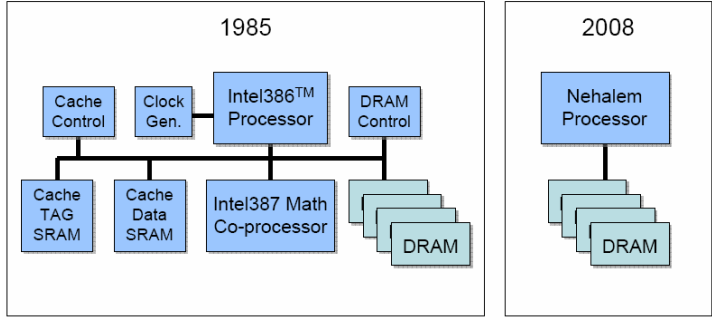 1985
2008
Cache
Control
Clock
Gen.
Intel386™
Processor
DRAM
Control
Nehalem
Processor
Cache
TAG
SRAM
Cache
Data
SRAM
Intel387 Math
Co-processor
DRAM
DRAM